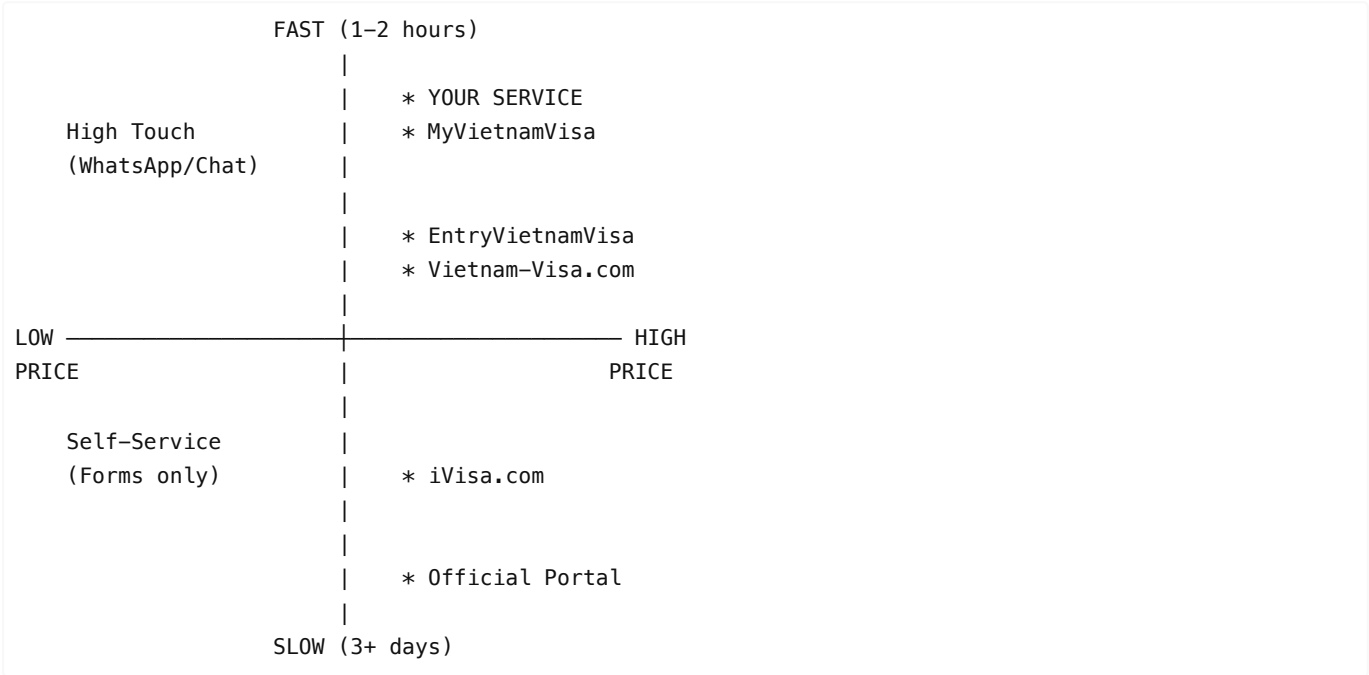 FAST (1-2 hours)
|
| * YOUR SERVICE
High Touch | * MyVietnamVisa
(WhatsApp/Chat) |
|
| * EntryVietnamVisa
| * Vietnam-Visa.com
|
LOW ─────────────────────┼───────────────────── HIGH
PRICE | PRICE
|
Self-Service |
(Forms only) | * iVisa.com
|
|
| * Official Portal
|
SLOW (3+ days)